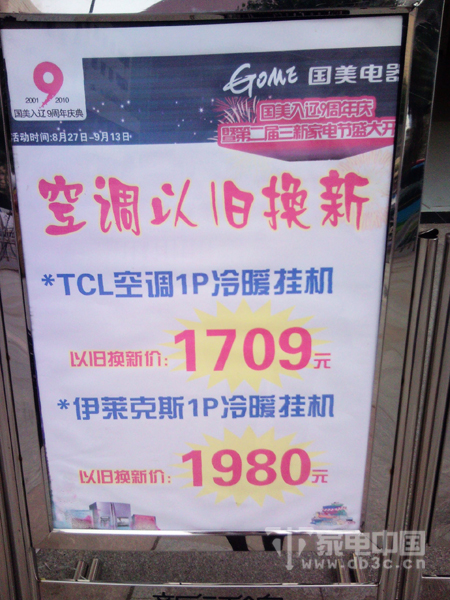 9
2001 2010
国美入辽9周年庆典
活动时间:8月27日~9月13日
GOME 国美电器
国美入辽9周年庆
暨第二届三新家电节盛大开
空调以旧换新
*TCL空调1P冷暖挂机
以旧换新价: 1709元
*伊莱克斯1P冷暖挂机
以旧换新价: 1980元
家电中国
www.db3c.cn